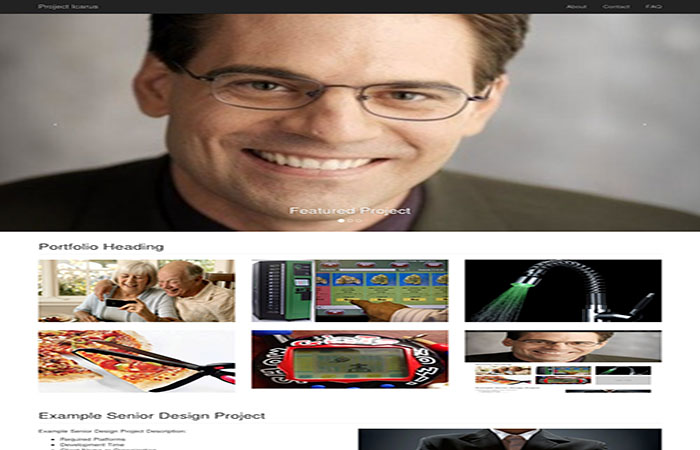 Project Icarus
About Contact FAQ
Featured Project
Portfolio Heading
Example Senior Design Project
Example Senior Design Project Description:
Required Platforms
Development Time